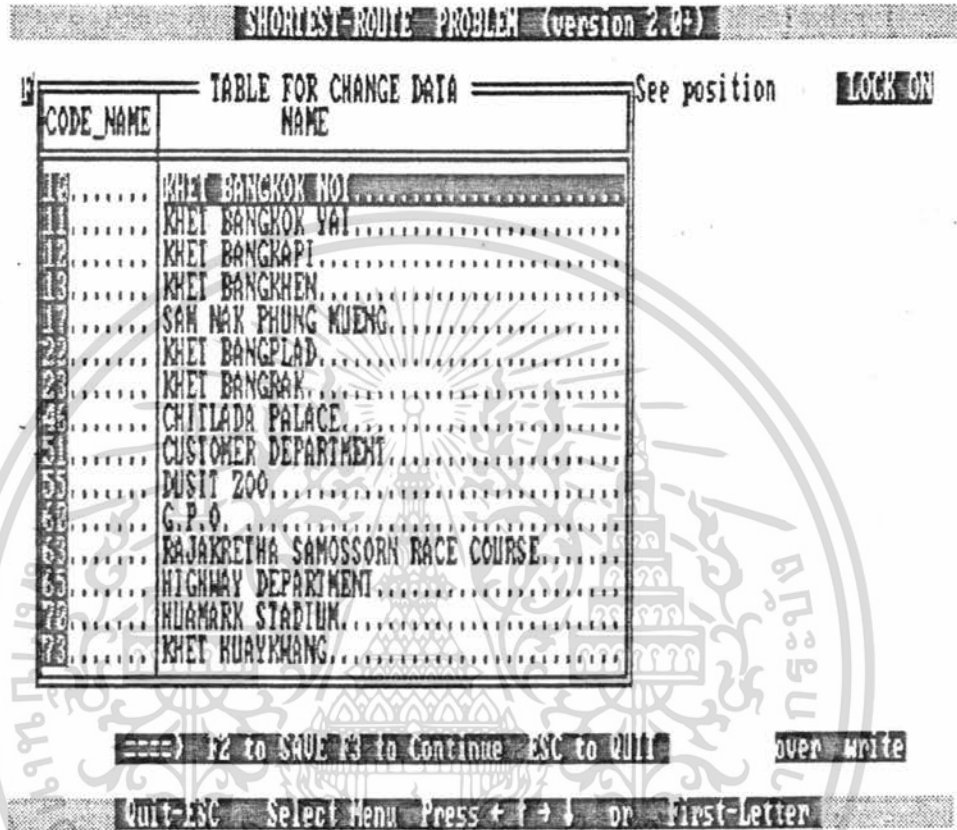 SHORTEST-ROUTE PROBLEM (version 2.0+)
TABLE FOR CHANGE DATA See position LOCK ON
CODE_NAME NAME
10....... KHET BANGKOK NOI
11....... KHET BANGKOK YAI
12....... KHET BANGKAPI
13....... KHET BANGKHEN
SAM NAK PHUNG MUENG
22....... KHET BANGPLAD
23....... KHET BANGRAK
CHITLADA PALACE
51....... CUSTOMER DEPARTMENT
55....... DUSIT ZOO
G.P.O.
63....... RAJAKRETHA SAMOSSORN RACE COURSE
65....... HIGHWAY DEPARTMENT
HUAMARK STADIUM
73....... KHET HUAYKWANG
====> F2 to SAVE F3 to Continue ESC to QUIT over write
Quit-ESC Select Menu Press ← ↑ → ↓ or First-Letter